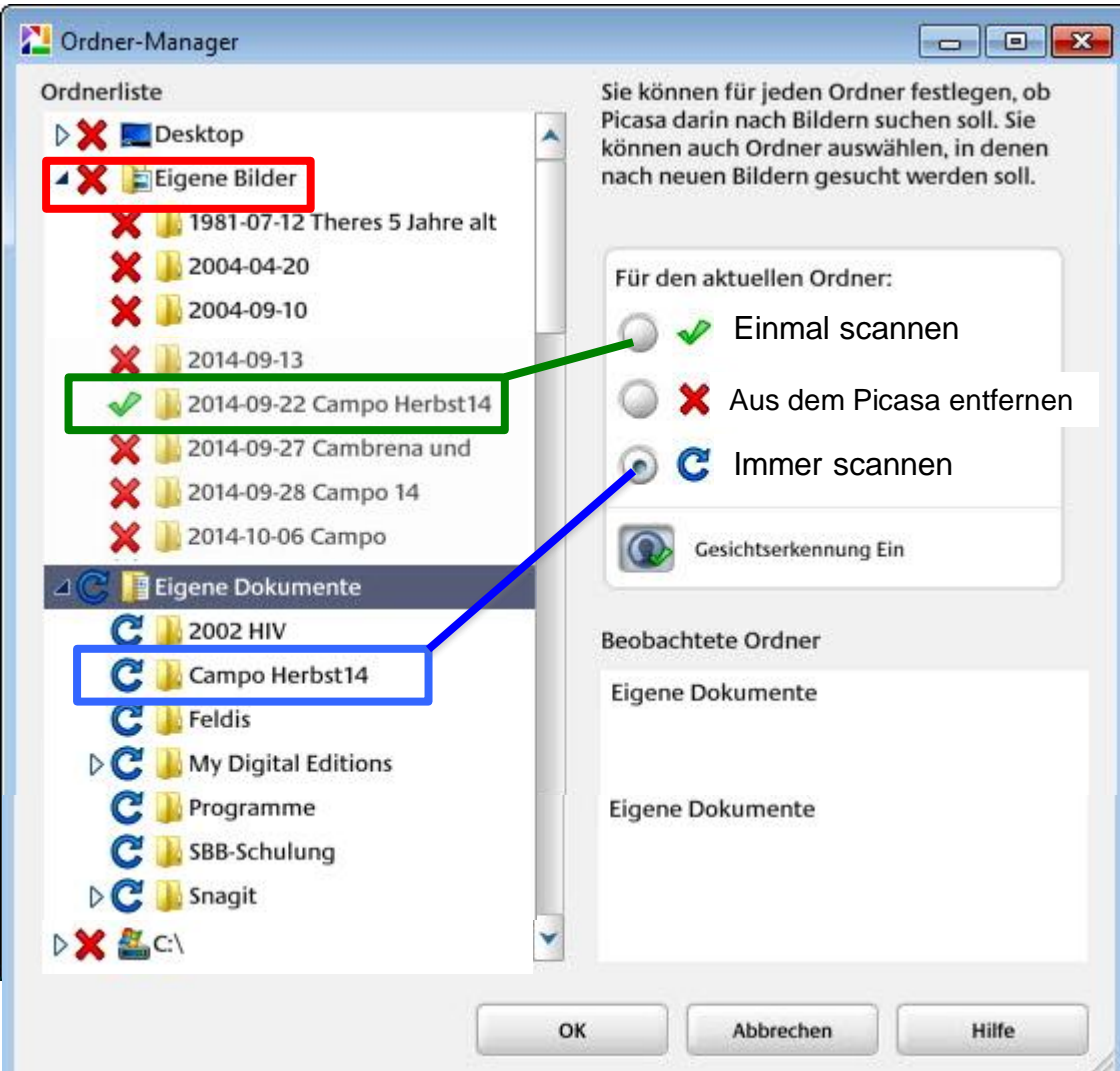 Ordner-Manager
Ordnerliste
Desktop
Eigene Bilder
1981-07-12 Theres 5 Jahre alt
2004-04-20
2004-09-10
2014-09-13
2014-09-22 Campo Herbst14
2014-09-27 Cambrena und
2014-09-28 Campo 14
2014-10-06 Campo
Eigene Dokumente
2002 HIV
Campo Herbst14
Feldis
My Digital Editions
Programme
SBB-Schulung
Snagit
C:\
Sie können für jeden Ordner festlegen, ob
Picasa darin nach Bildern suchen soll. Sie
können auch Ordner auswählen, in denen
nach neuen Bildern gesucht werden soll.
Für den aktuellen Ordner:
Einmal scannen
Aus dem Picasa entfernen
Immer scannen
Gesichtserkennung Ein
Beobachtete Ordner
Eigene Dokumente
Eigene Dokumente
OK
Abbrechen
Hilfe